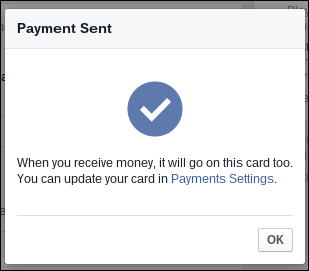 Payment Sent
When you receive money, it will go on this card too.
You can update your card in Payments Settings.
OK